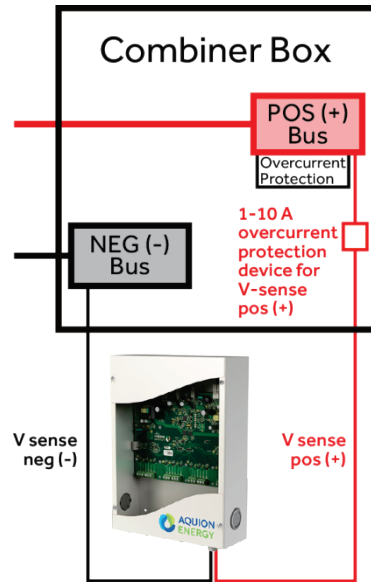 Combiner Box
POS (+)
Bus
Overcurrent
Protection
1-10 A
overcurrent
protection
device for
V-sense
pos (+)
NEG (-)
Bus
V sense
neg (-)
V sense
pos (+)
AQUION
ENERGY